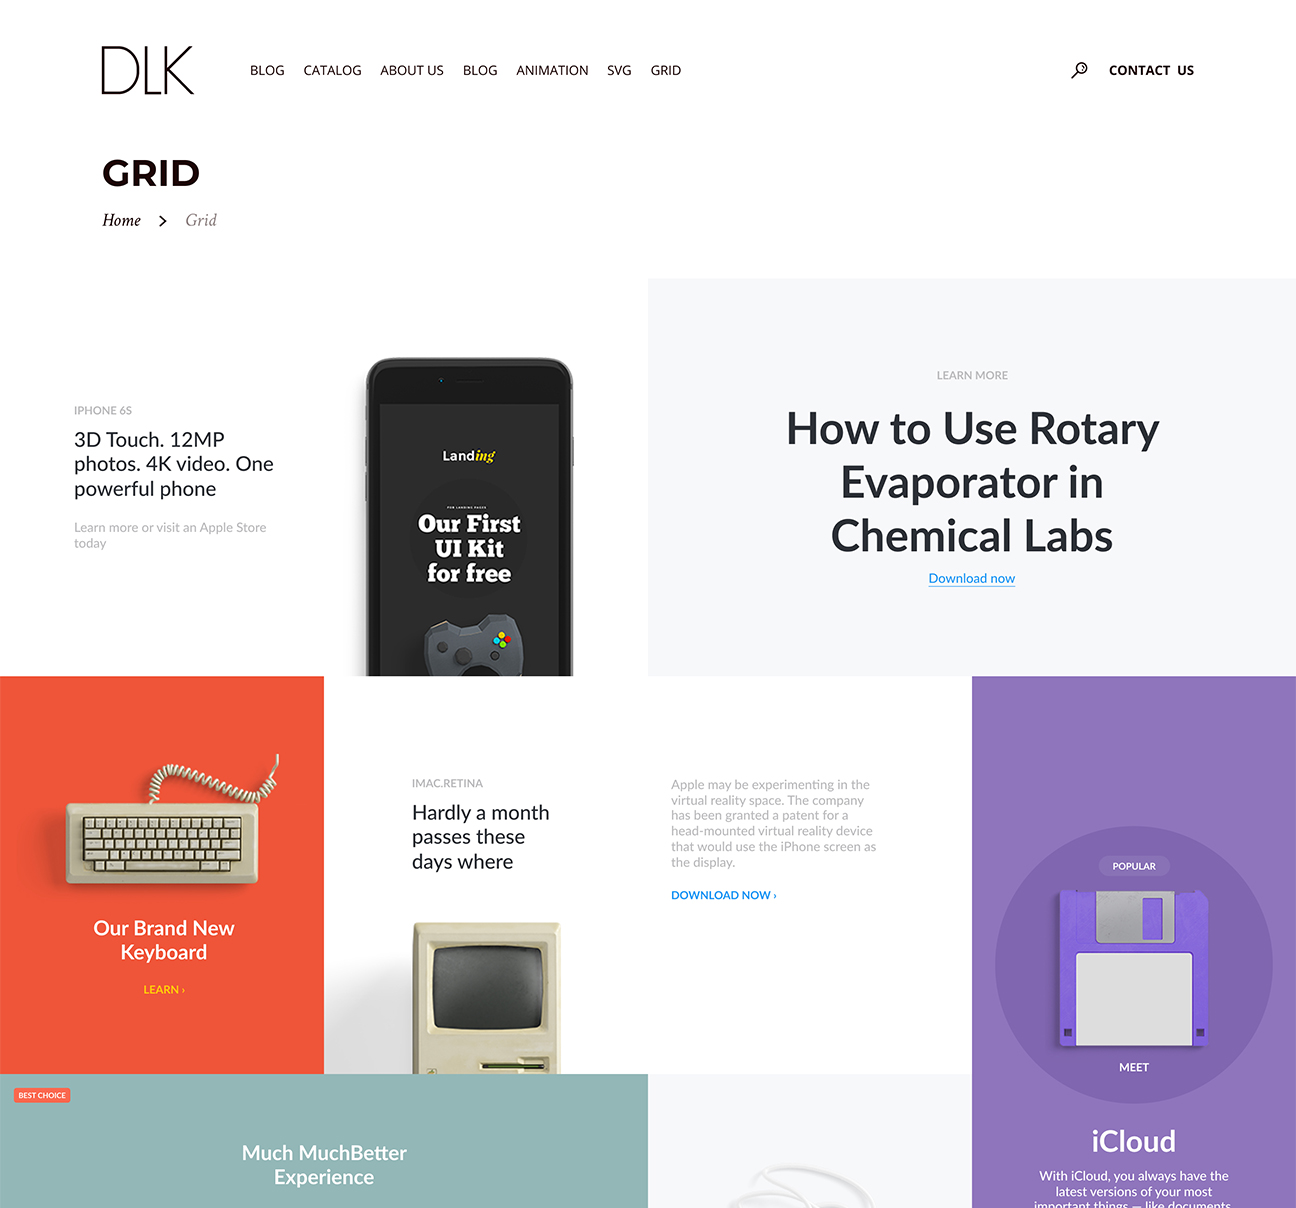 DLK
BLOG CATALOG ABOUT US BLOG ANIMATION SVG GRID
CONTACT US
GRID
Home > Grid
IPHONE 6S
3D Touch. 12MP
photos. 4K video. One
powerful phone
Learn more or visit an Apple Store
today
Landing
FOR LANDING PAGES
Our First
UI Kit
for free
LEARN MORE
How to Use Rotary
Evaporator in
Chemical Labs
Download now
Our Brand New
Keyboard
LEARN ›
IMAC.RETINA
Hardly a month
passes these
days where
Apple may be experimenting in the
virtual reality space. The company
has been granted a patent for a
head-mounted virtual reality device
that would use the iPhone screen as
the display.
DOWNLOAD NOW ›
POPULAR
MEET
iCloud
With iCloud, you always have the
latest versions of your most
important things — like documents,
BEST CHOICE
Much MuchBetter
Experience